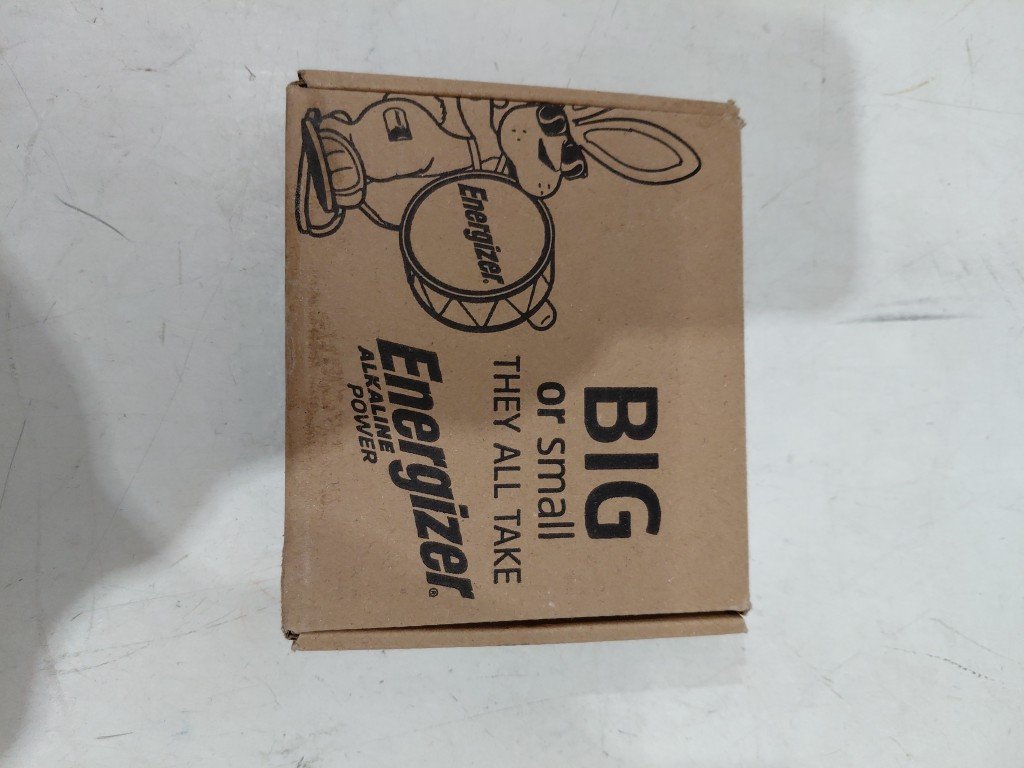 BIG
or small
THEY ALL TAKE
Energizer®
ALKALINE
POWER
Energizer®